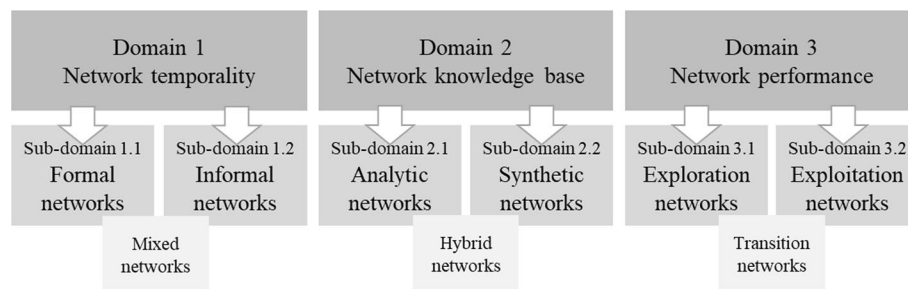 Domain 1
Network temporality
Domain 2
Network knowledge base
Domain 3
Network performance
Sub-domain 1.1
Formal
networks
Sub-domain 1.2
Informal
networks
Sub-domain 2.1
Analytic
networks
Sub-domain 2.2
Synthetic
networks
Sub-domain 3.1
Exploration
networks
Sub-domain 3.2
Exploitation
networks
Mixed
networks
Hybrid
networks
Transition
networks